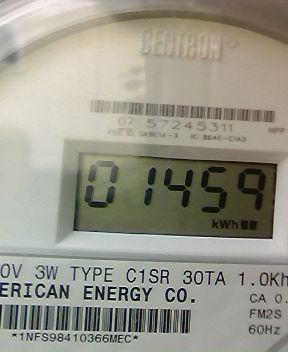 CENTRON®
07 57245311 HPP
01459
kWh
0V 3W TYPE C1SR 30TA 1.0Kh
ERICAN ENERGY CO.
CA 0.
FM2S
60Hz
*1NFS98410366MEC*